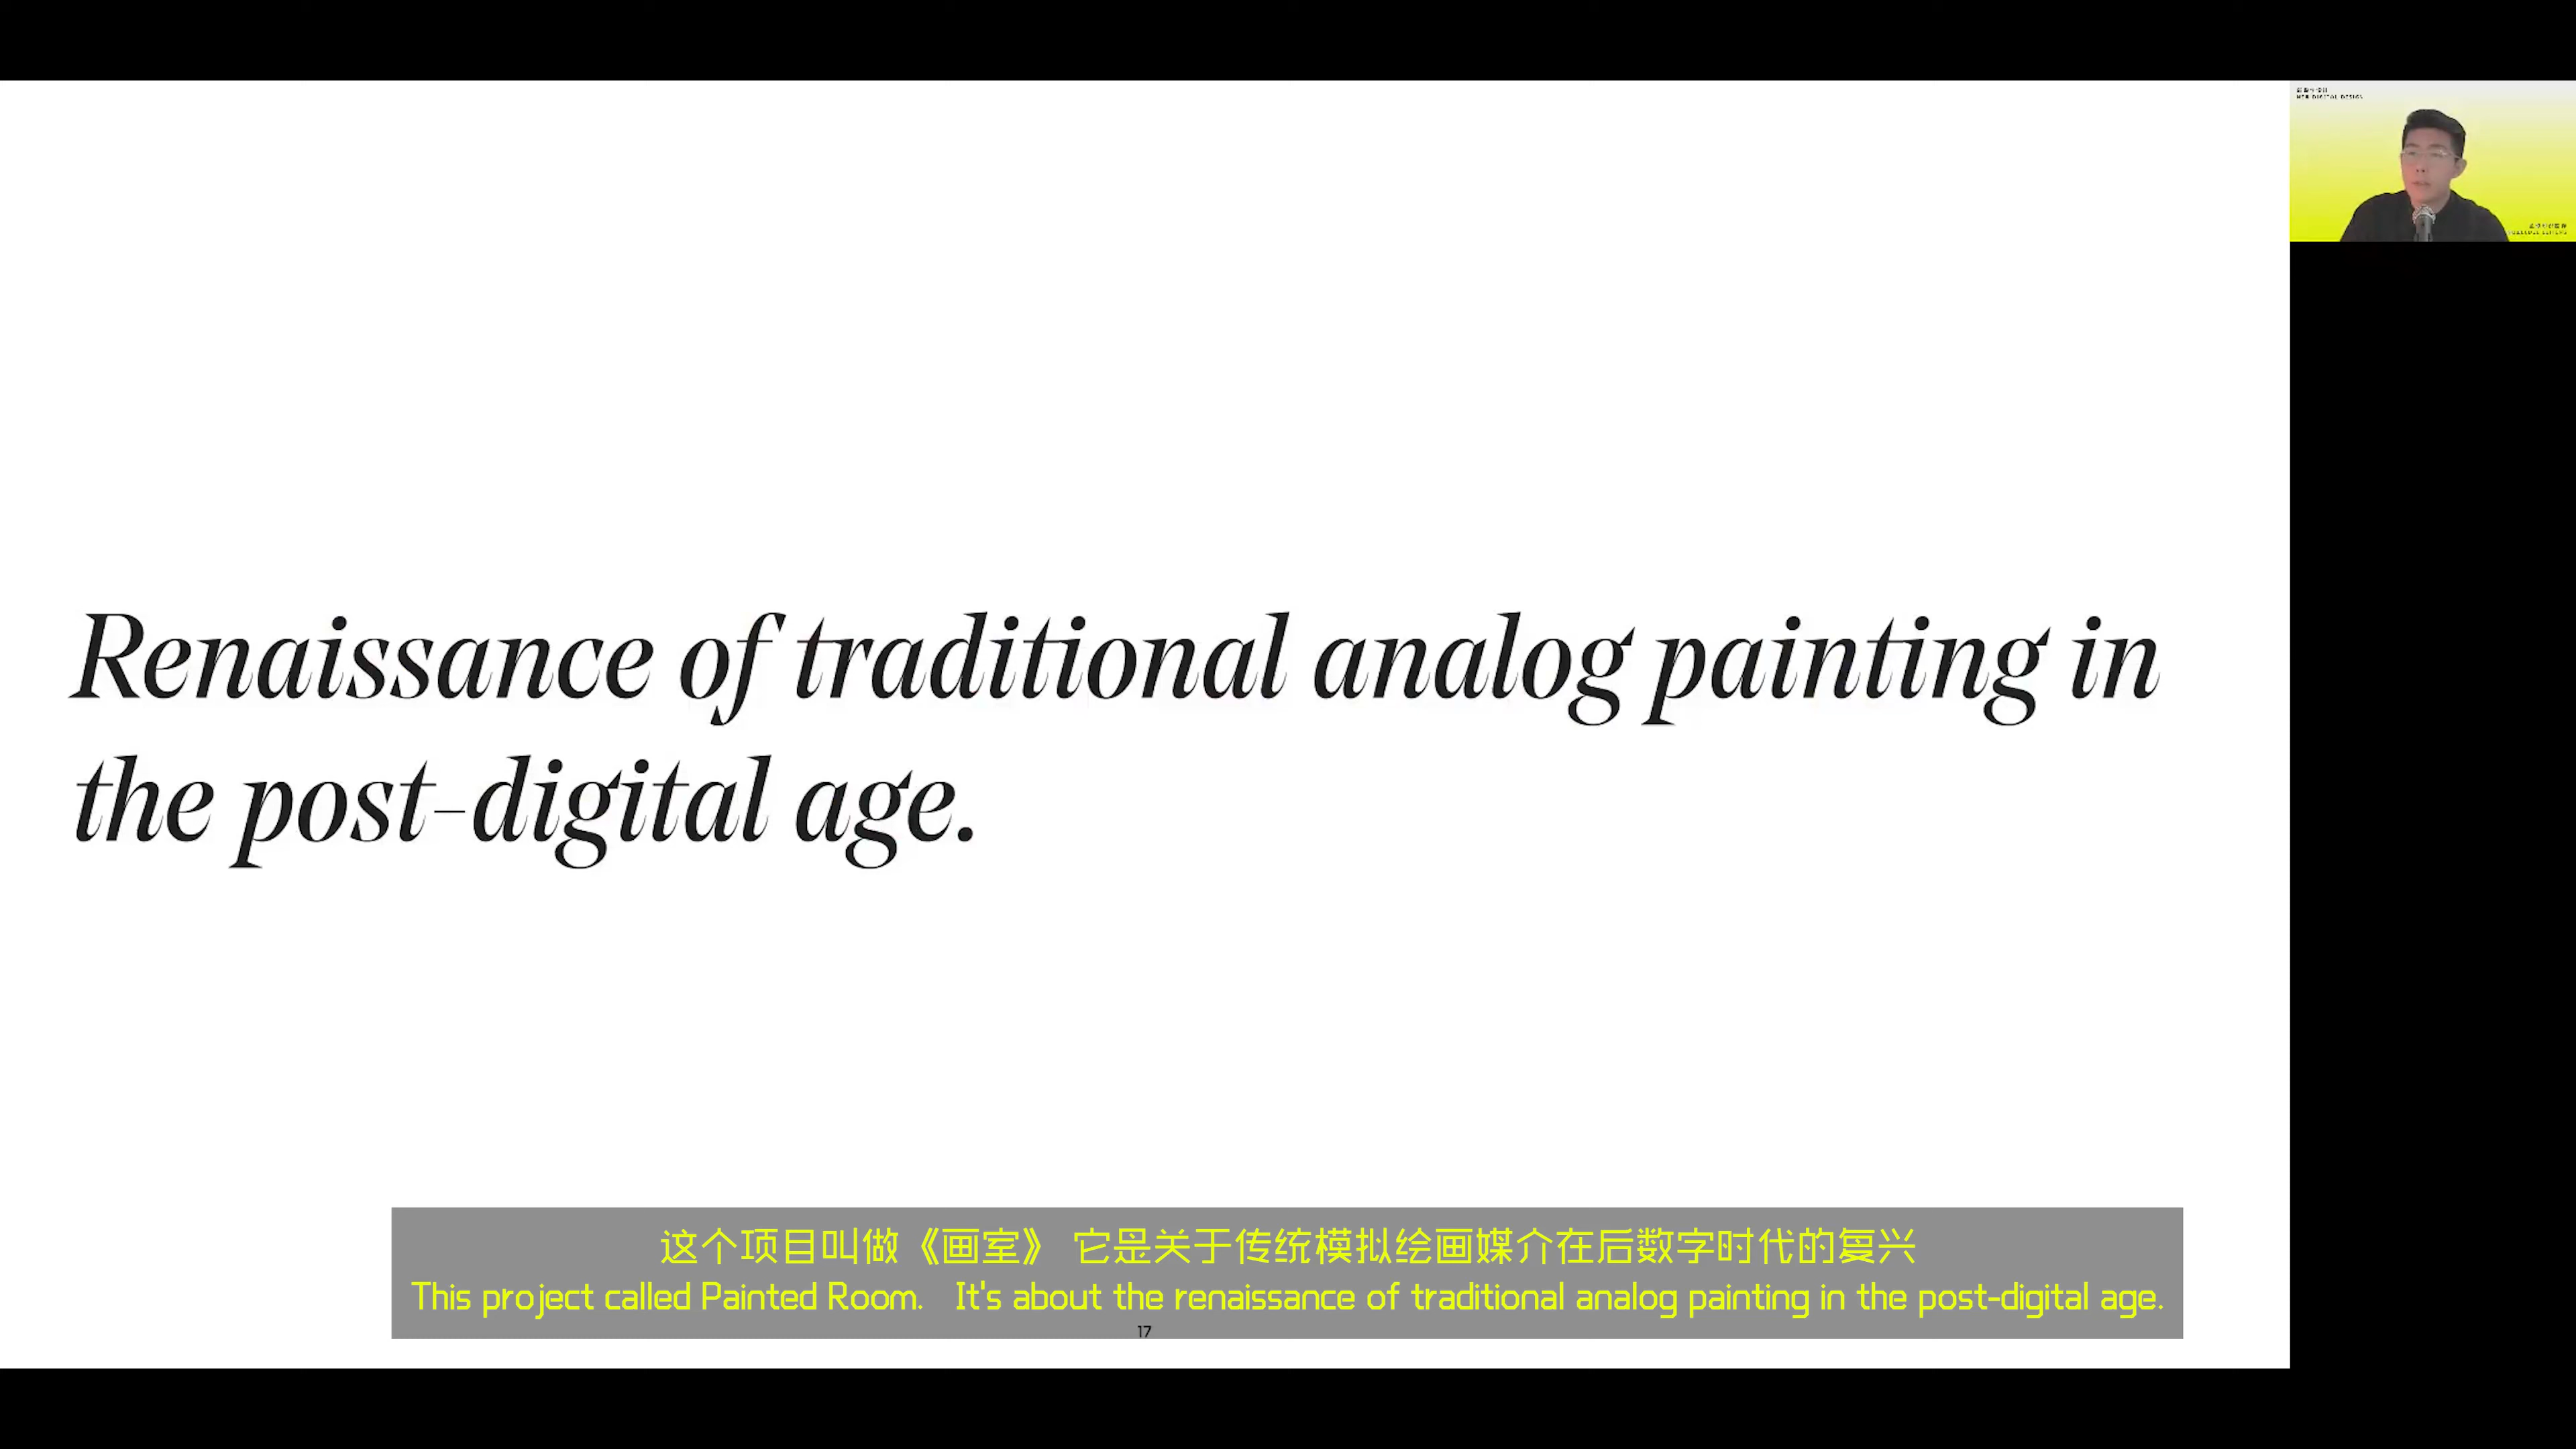 NEW DIGITAL DESIGN
Renaissance of traditional analog painting in
the post-digital age.
这个项目叫做《画室》 它是关于传统模拟绘画媒介在后数字时代的复兴
This project called Painted Room. It's about the renaissance of traditional analog painting in the post-digital age.
17